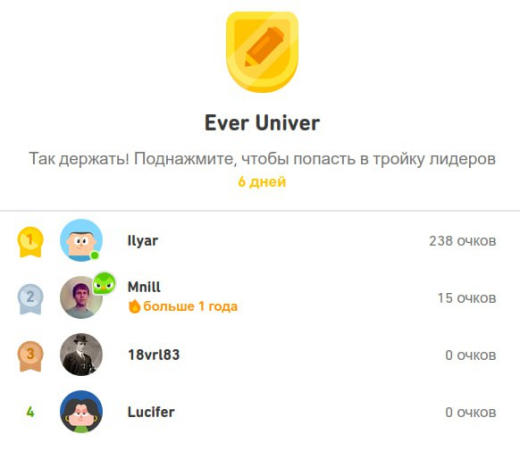 Ever Univer
Так держать! Поднажмите, чтобы попасть в тройку лидеров
6 дней
1
Ilyar
238 очков
2
Mnill
больше 1 года
15 очков
3
18vrl83
0 очков
4
Lucifer
0 очков